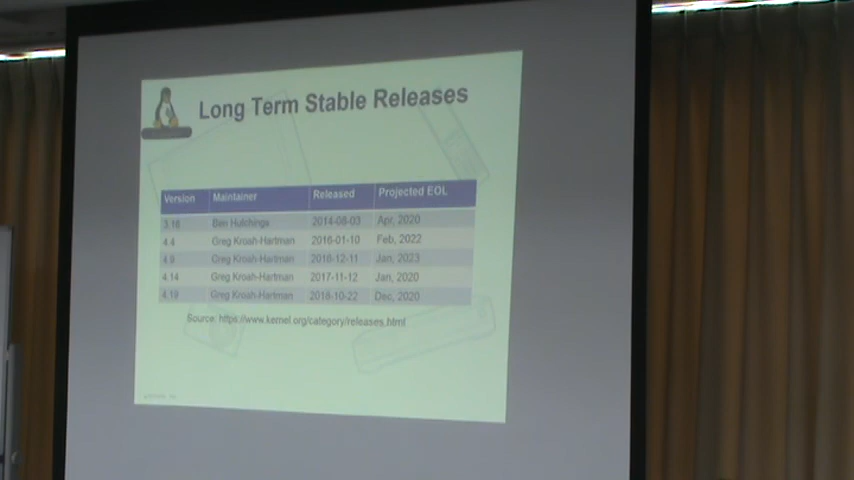 Long Term Stable Releases
Version Maintainer Released Projected EOL
3.16 Ben Hutchings 2014-08-03 Apr, 2020
4.4 Greg Kroah-Hartman 2016-01-10 Feb, 2022
4.9 Greg Kroah-Hartman 2016-12-11 Jan, 2023
4.14 Greg Kroah-Hartman 2017-11-12 Jan, 2020
4.19 Greg Kroah-Hartman 2018-10-22 Dec, 2020
Source: https://www.kernel.org/category/releases.html